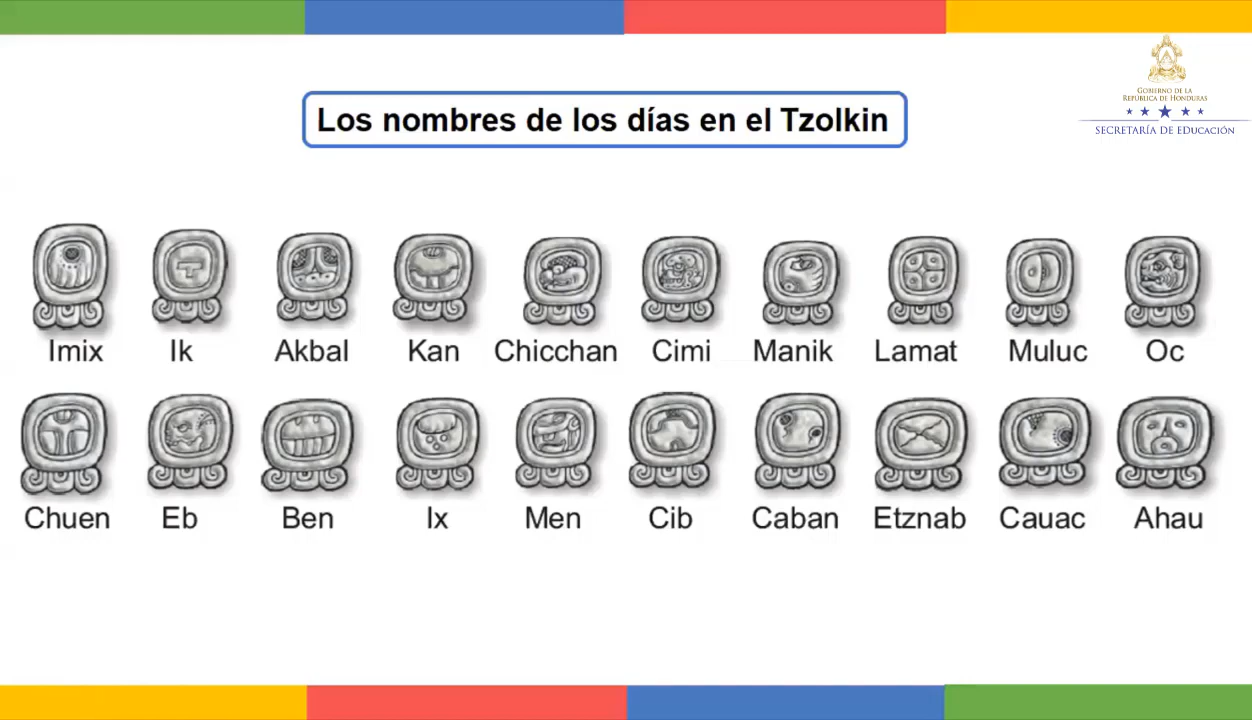 GOBIERNO DE LA
REPÚBLICA DE HONDURAS
SECRETARÍA DE EDUCACIÓN
Los nombres de los días en el Tzolkin
Imix Ik Akbal Kan Chicchan Cimi Manik Lamat Muluc Oc
Chuen Eb Ben Ix Men Cib Caban Etznab Cauac Ahau